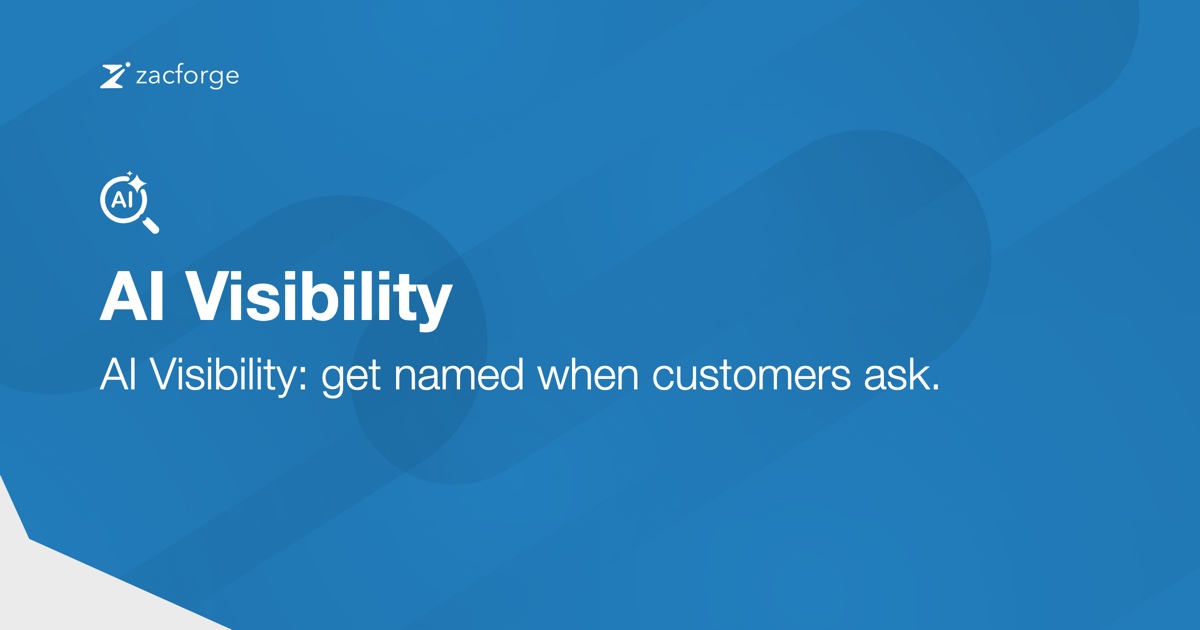 zacforge
AI
AI Visibility
AI Visibility: get named when customers ask.